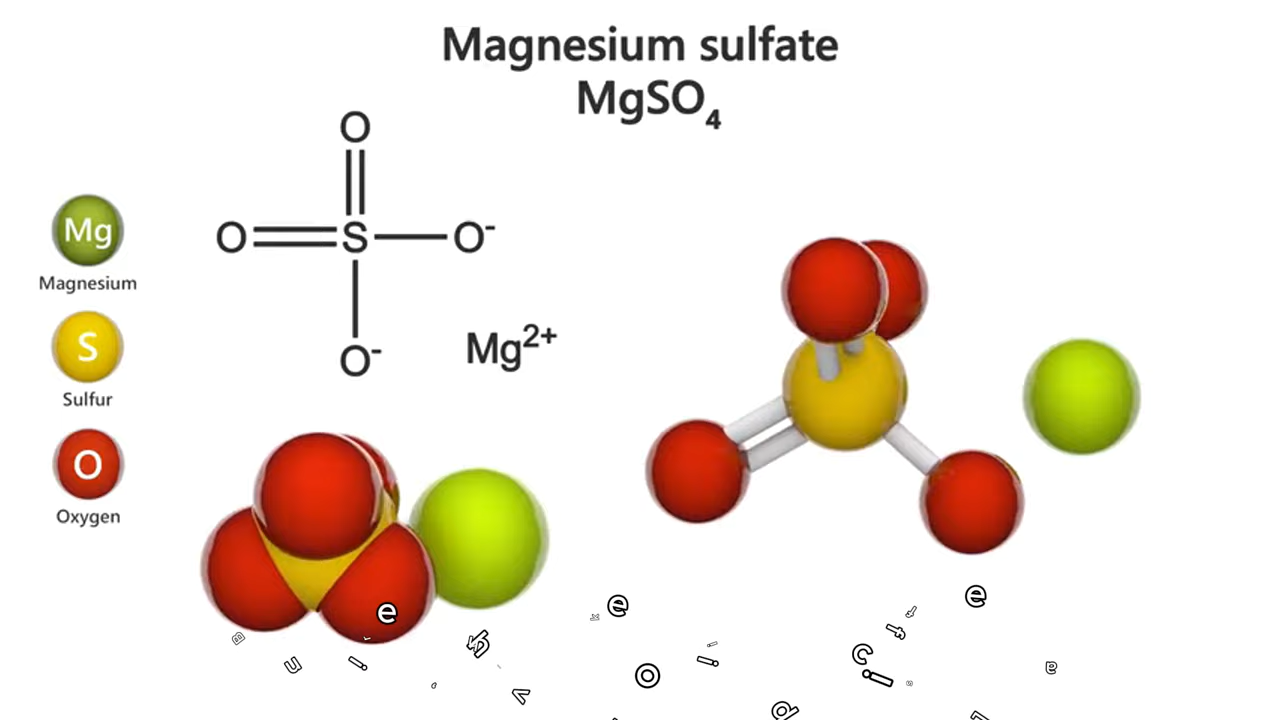 Magnesium sulfate
MgSO₄
O
O
S
O⁻
O⁻
Mg²⁺
Mg
Magnesium
S
Sulfur
O
Oxygen
e
e
e
B
u
v
O
C
i
d
a